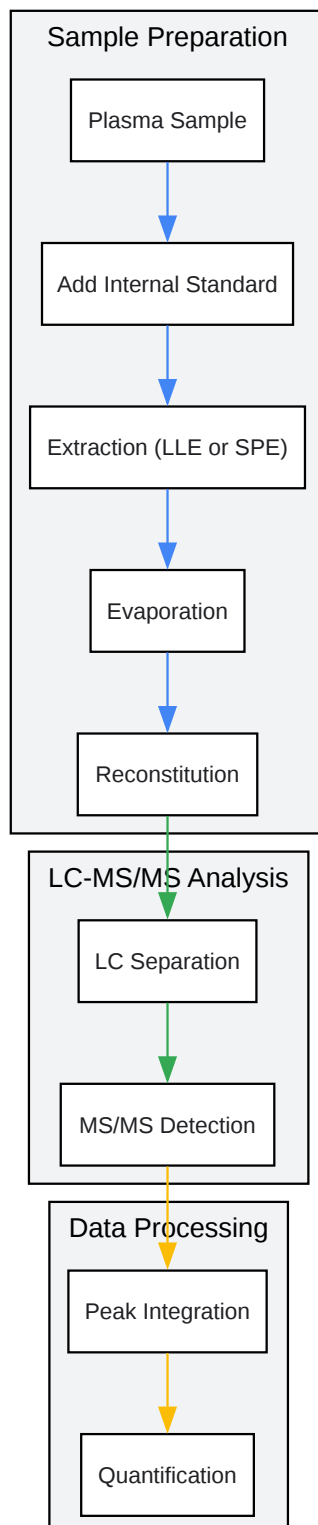 Sample Preparation
Plasma Sample
Add Internal Standard
Extraction (LLE or SPE)
Evaporation
Reconstitution
LC-MS/MS Analysis
LC Separation
MS/MS Detection
Data Processing
Peak Integration
Quantification